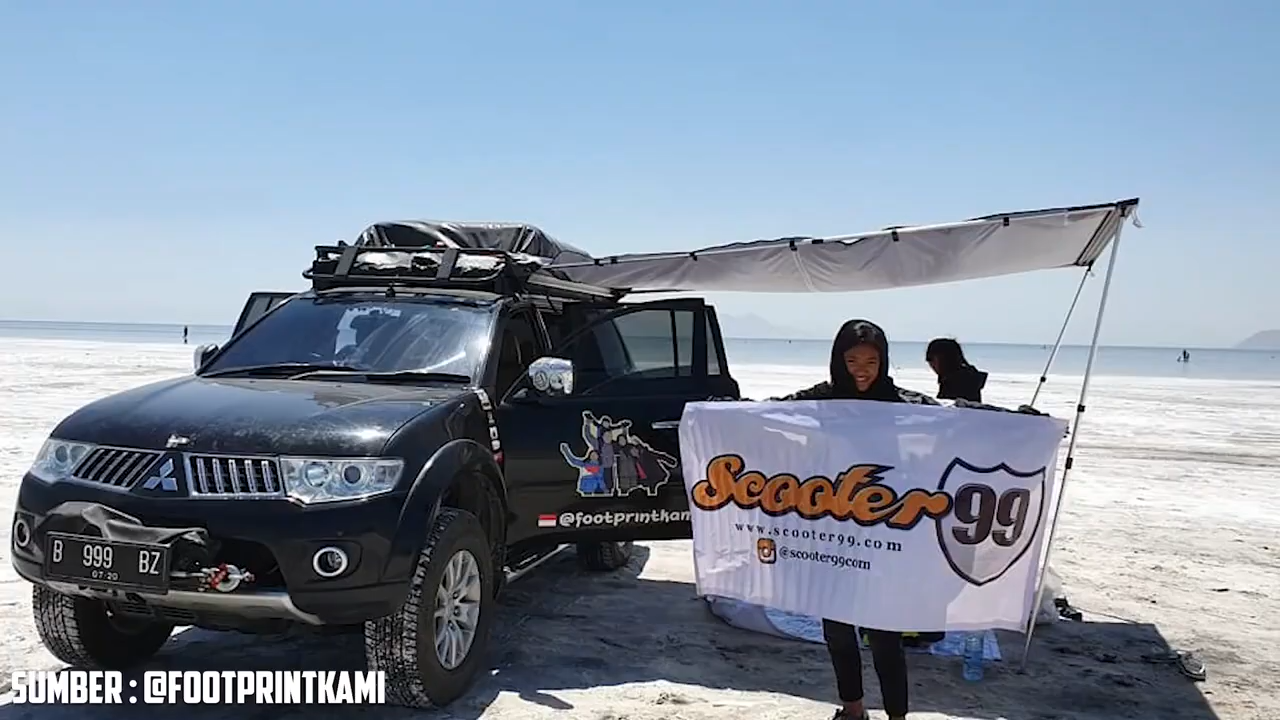 Scooter 99
www.scooter99.com
@scooter99com
@footprintkam
B 999 BZ
07·20
SUMBER : @FOOTPRINTKAMI